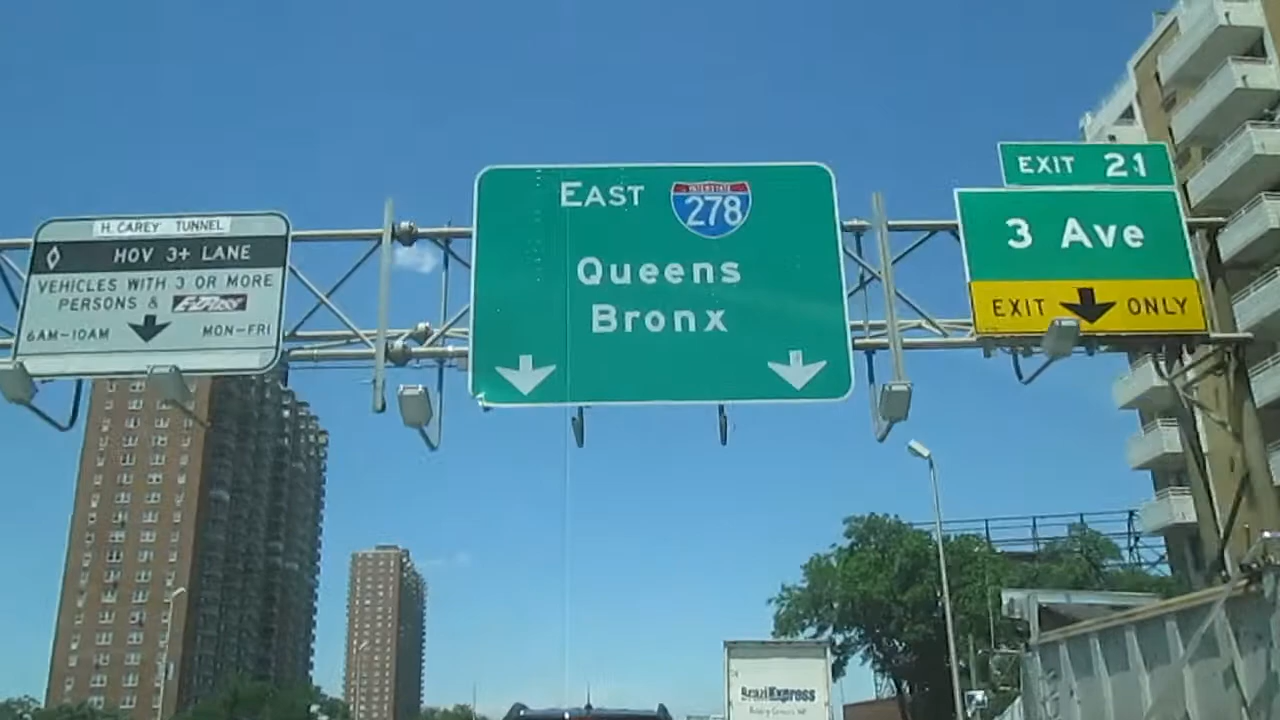 H. CAREY TUNNEL
HOV 3+ LANE
VEHICLES WITH 3 OR MORE
PERSONS & E-ZPass
6AM-10AM MON-FRI
EAST INTERSTATE 278
Queens
Bronx
EXIT 21
3 Ave
EXIT ONLY
Express